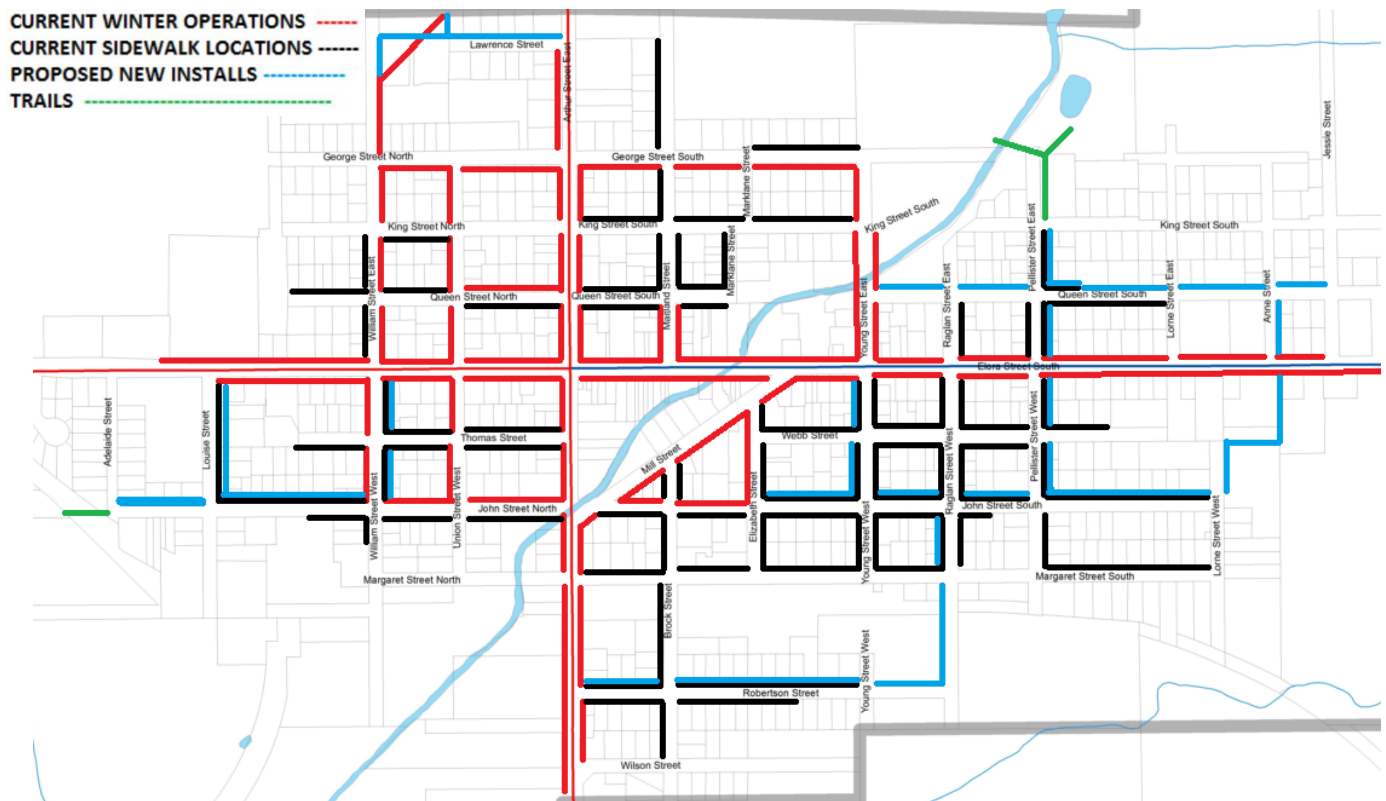 CURRENT WINTER OPERATIONS
CURRENT SIDEWALK LOCATIONS
PROPOSED NEW INSTALLS
TRAILS
Lawrence Street
Arthur Street East
Jessie Street
George Street North
George Street South
Marklane Street
King Street North
King Street South
King Street South
King Street South
William Street East
Marklane Street
Maitland Street
Queen Street North
Queen Street South
Young Street East
Raglan Street East
Pellister Street East
Queen Street South
Lorne Street East
Anne Street
Elora Street South
Adelaide Street
Louise Street
Thomas Street
Webb Street
Mill Street
William Street West
Union Street West
John Street North
Elizabeth Street
Young Street West
Raglan Street West
John Street South
Pellister Street West
Lorne Street West
Margaret Street North
Margaret Street South
Brock Street
Young Street West
Robertson Street
Wilson Street